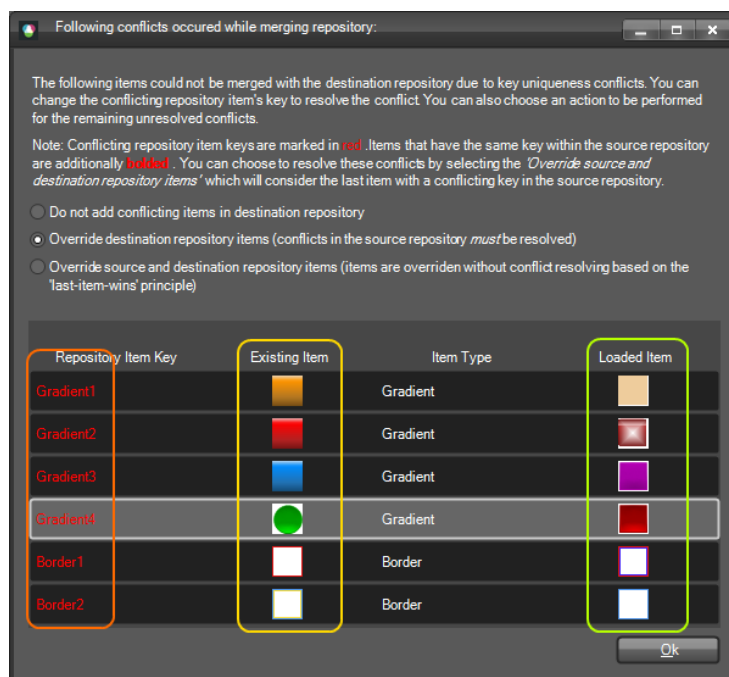 Following conflicts occured while merging repository:
The following items could not be merged with the destination repository due to key uniqueness conflicts. You can
change the conflicting repository item's key to resolve the conflict. You can also choose an action to be performed
for the remaining unresolved conflicts.
Note: Conflicting repository item keys are marked in red .Items that have the same key within the source repository
are additionally bolded . You can choose to resolve these conflicts by selecting the 'Override source and
destination repository items' which will consider the last item with a conflicting key in the source repository.
Do not add conflicting items in destination repository
Override destination repository items (conflicts in the source repository must be resolved)
Override source and destination repository items (items are overriden without conflict resolving based on the
'last-item-wins' principle)
Repository Item Key Existing Item Item Type Loaded Item
Gradient1 Gradient
Gradient2 Gradient
Gradient3 Gradient
Gradient4 Gradient
Border1 Border
Border2 Border
Ok